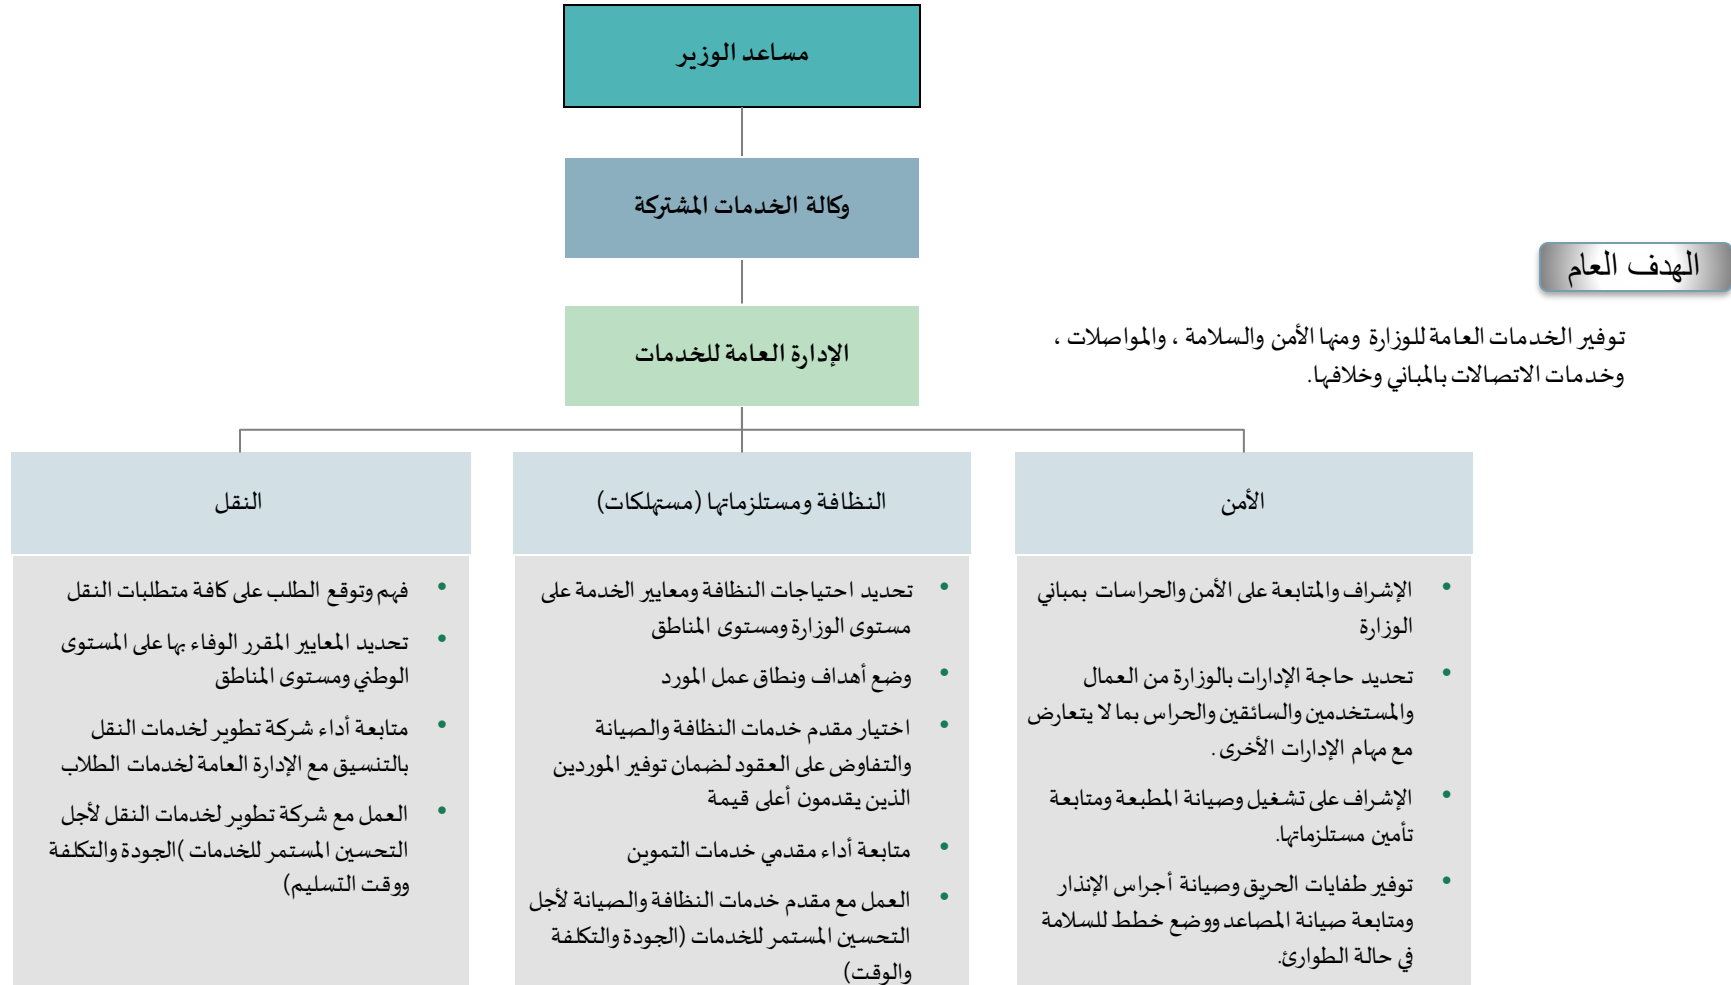 مساعد الوزير
وكالة الخدمات المشتركة
الإدارة العامة للخدمات
الهدف العام
توفير الخدمات العامة للوزارة ومنها الأمن والسلامة ، والمواصلات ،
وخدمات الاتصالات بالمباني وخلافها.
الأمن
• الإشراف والمتابعة على الأمن والحراسات بمباني
الوزارة
• تحديد حاجة الإدارات بالوزارة من العمال
والمستخدمين والسائقين والحراس بما لا يتعارض
مع مهام الإدارات الأخرى .
• الإشراف على تشغيل وصيانة المطبعة ومتابعة
تأمين مستلزماتها.
• توفير طفايات الحريق وصيانة أجراس الإنذار
ومتابعة صيانة المصاعد ووضع خطط للسلامة
في حالة الطوارئ.
النظافة ومستلزماتها (مستهلكات)
• تحديد احتياجات النظافة ومعايير الخدمة على
مستوى الوزارة ومستوى المناطق
• وضع أهداف ونطاق عمل المورد
• اختيار مقدم خدمات النظافة والصيانة
والتفاوض على العقود لضمان توفير الموردين
الذين يقدمون أعلى قيمة
• متابعة أداء مقدمي خدمات التموين
• العمل مع مقدم خدمات النظافة والصيانة لأجل
التحسين المستمر للخدمات (الجودة والتكلفة
والوقت)
النقل
• فهم وتوقع الطلب على كافة متطلبات النقل
• تحديد المعايير المقرر الوفاء بها على المستوى
الوطني ومستوى المناطق
• متابعة أداء شركة تطوير لخدمات النقل
بالتنسيق مع الإدارة العامة لخدمات الطلاب
• العمل مع شركة تطوير لخدمات النقل لأجل
التحسين المستمر للخدمات )الجودة والتكلفة
ووقت التسليم)